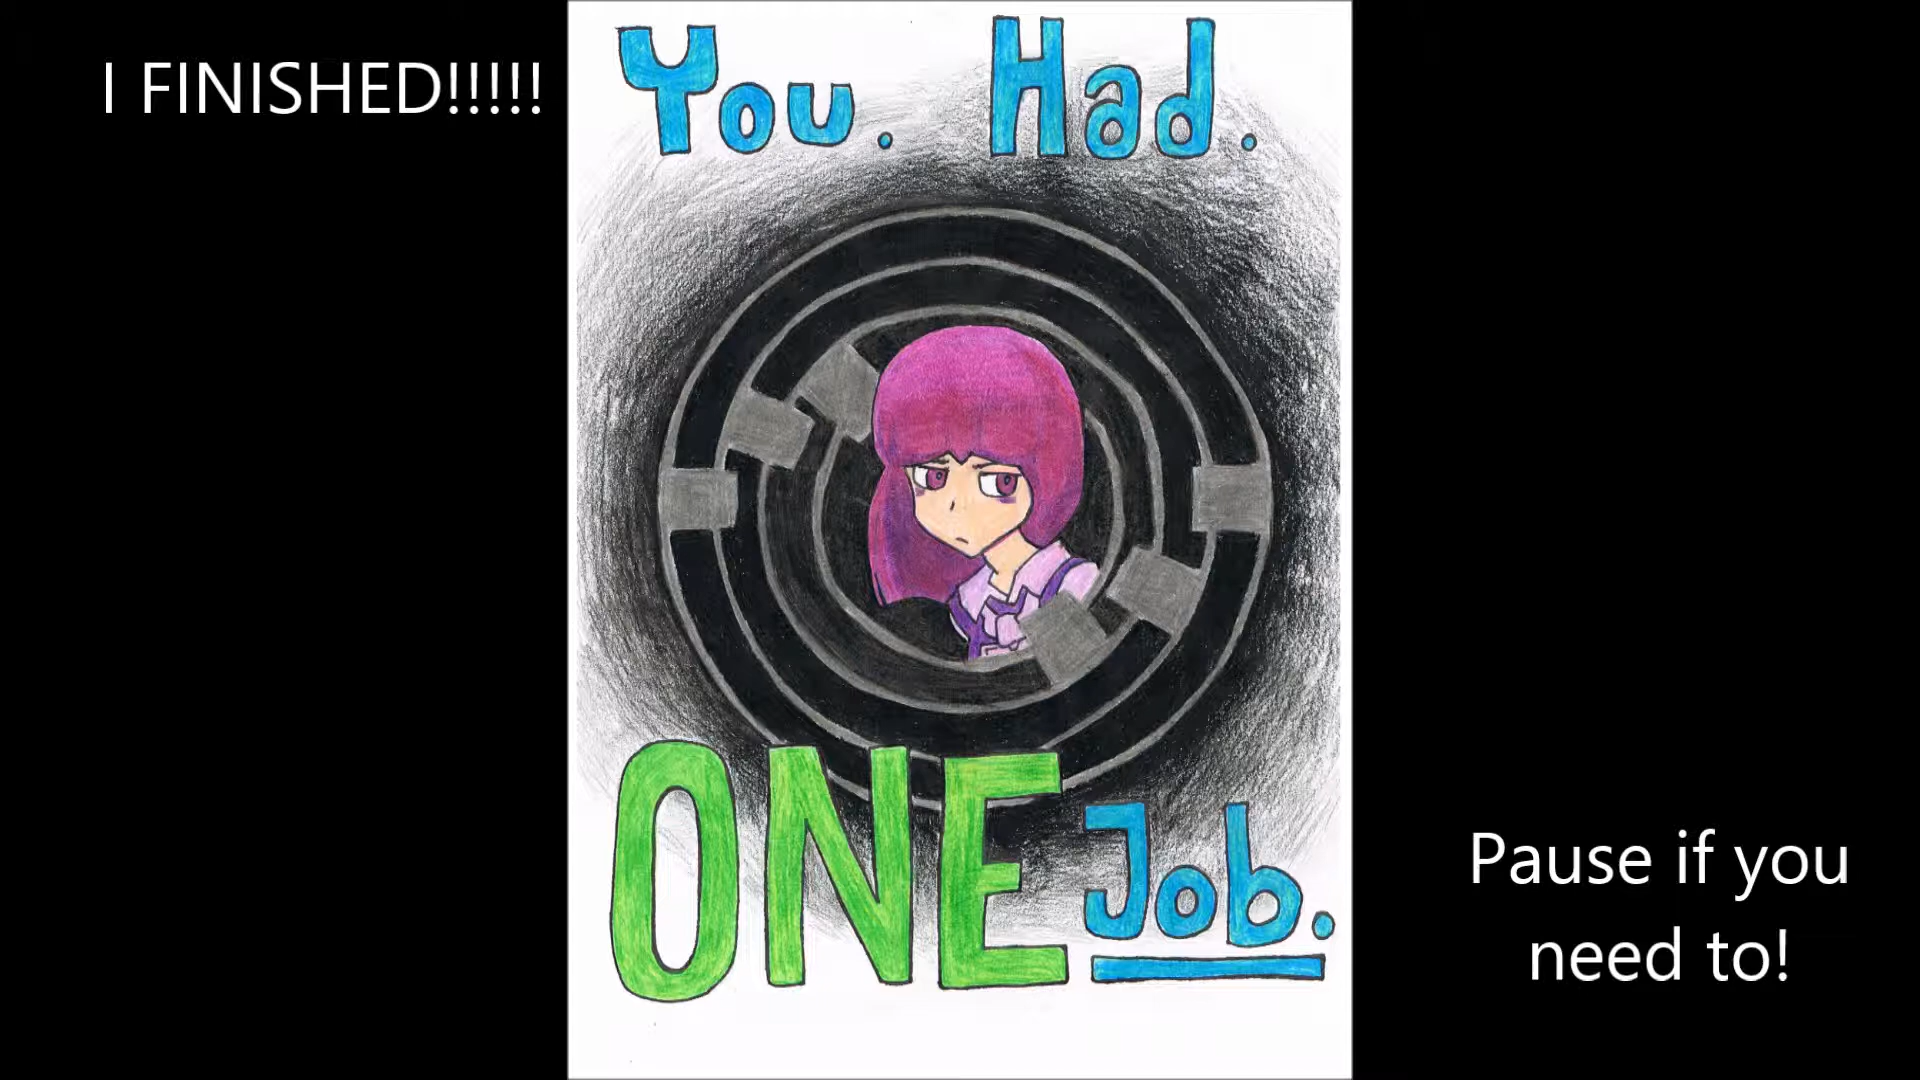 I FINISHED!!!!!
You. Had.
ONE Job.
Pause if you
need to!